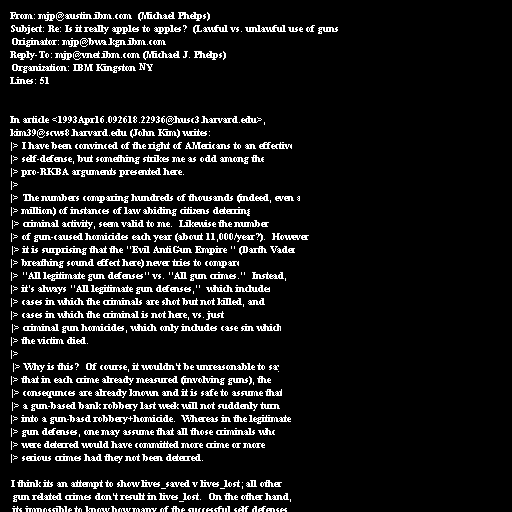 From: mjp@austin.ibm.com  (Michael Phelps)
Subject: Re: Is it really apples to apples?  (Lawful vs. unlawful use of guns
Originator: mjp@bwa.kgn.ibm.com
Reply-To: mjp@vnet.ibm.com (Michael J. Phelps)
Organization: IBM Kingston NY
Lines: 51

In article <1993Apr16.092618.22936@husc3.harvard.edu>,
kim39@scws8.harvard.edu (John Kim) writes:
|> I have been convinced of the right of AMericans to an effective
|> self-defense, but something strikes me as odd among the
|> pro-RKBA arguments presented here.
|>
|> The numbers comparing hundreds of thousands (indeed, even a
|> million) of instances of law abiding citizens deterring
|> criminal activity, seem valid to me.  Likewise the number
|> of gun-caused homicides each year (about 11,000/year?).  However
|> it is surprising that the "Evil AntiGun Empire " (Darth Vader
|> breathing sound effect here) never tries to compare
|> "All legitimate gun defenses" vs. "All gun crimes."  Instead,
|> it's always "All legitimate gun defenses,"  which includes
|> cases in which the criminals are shot but not killed, and
|> cases in which the criminal is not here, vs. just
|> criminal gun homicides, which only includes case sin which
|> the victim died.
|>
|> Why is this?  Of course, it wouldn't be unreasonable to say
|> that in each crime already measured (involving guns), the
|> consequnces are already known and it is safe to assume that
|> a gun-based bank robbery last week will not suddenly turn
|> into a gun-basd robbery+homicide.  Whereas in the legitimate
|> gun defenses, one may assume that all those criminals who
|> were deterred would have committed more crime or more
|> serious crimes had they not been deterred.

I think its an attempt to show lives_saved v lives_lost; all other
gun related crimes don't result in lives_lost.  On the other hand,
its impossible to know how many of the successful self defenses